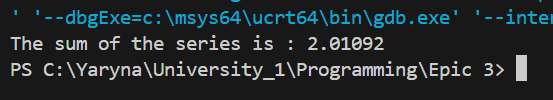 ' '--dbgExe=c:\msys64\ucrt64\bin\gdb.exe' '--inter
The sum of the series is : 2.01092
PS C:\Yaryna\University_1\Programming\Epic 3>